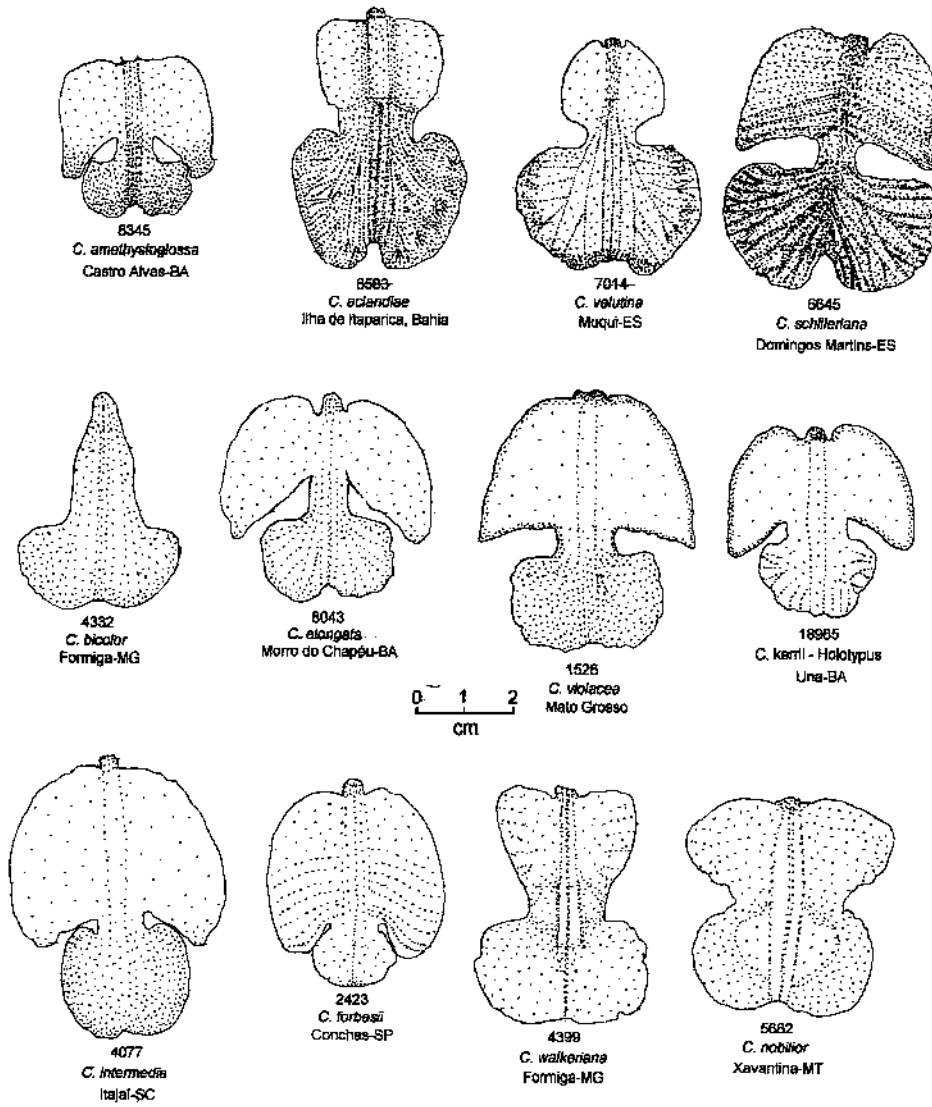 8345
C. amethystoglossa
Castro Alves-BA
8593
C. aclandiae
Ilha de Itaparica, Bahia
7014
C. velutina
Muqui-ES
6645
C. schilleriana
Domingos Martins-ES
4332
C. bicolor
Formiga-MG
8043
C. elongata
Morro do Chapéu-BA
1526
C. violacea
Mato Grosso
18965
C. kerrii - Holotypus
Una-BA
0 1 2
cm
4077
C. intermedia
Itajaí-SC
2423
C. forbesii
Conchas-SP
4399
C. walkeriana
Formiga-MG
5662
C. nobilior
Xavantina-MT